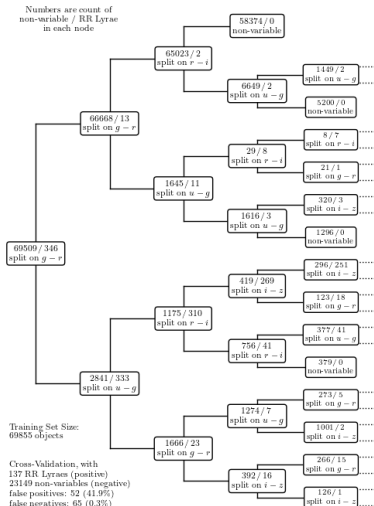 Numbers are count of
non-variable / RR Lyrae
in each node
58374 / 0
non-variable
65023 / 2
split on r − i
1449 / 2
split on u − g
6649 / 2
split on u − g
5200 / 0
non-variable
66668 / 13
split on g − r
8 / 7
split on r − i
29 / 8
split on r − i
21 / 1
split on g − r
1645 / 11
split on u − g
320 / 3
split on i − z
1616 / 3
split on u − g
1296 / 0
non-variable
69509 / 346
split on g − r
296 / 251
split on i − z
419 / 269
split on i − z
123 / 18
split on g − r
1175 / 310
split on r − i
377 / 41
split on u − g
756 / 41
split on r − i
379 / 0
non-variable
2841 / 333
split on u − g
273 / 5
split on g − r
1274 / 7
split on u − g
1001 / 2
split on i − z
1666 / 23
split on g − r
266 / 15
split on g − r
392 / 16
split on i − z
126 / 1
split on i − z
Training Set Size:
69855 objects
Cross-Validation, with
137 RR Lyraes (positive)
23149 non-variables (negative)
false positives: 52 (41.9%)
false negatives: 65 (0.3%)